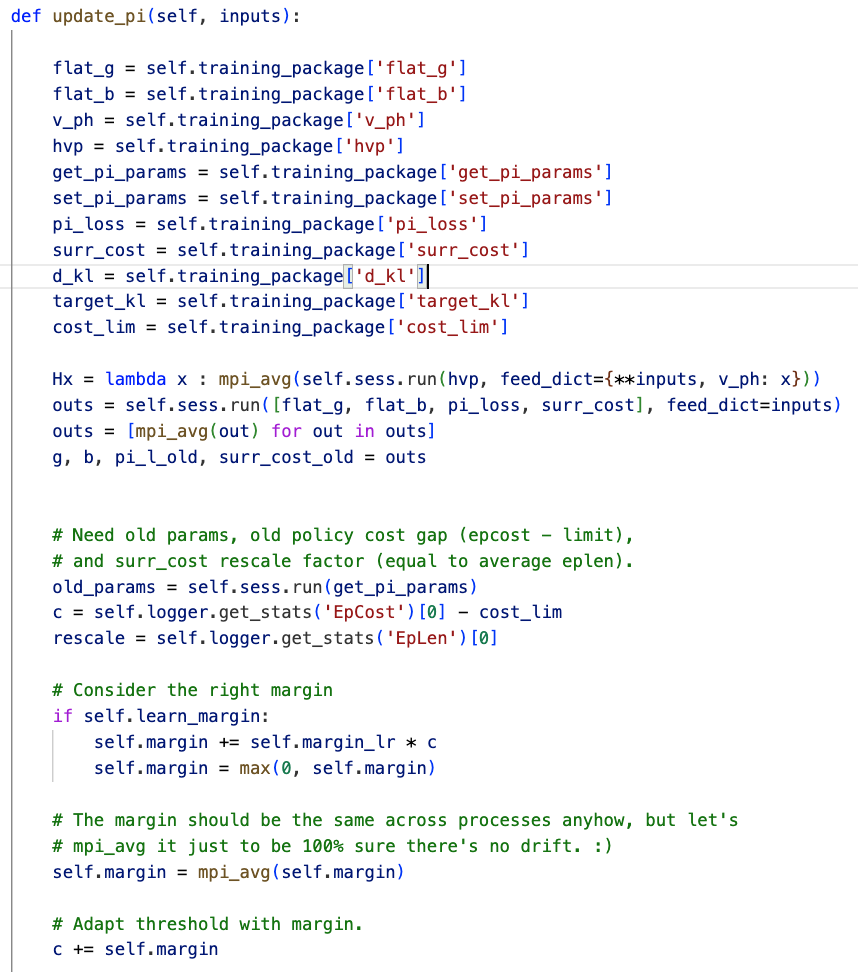 def update_pi(self, inputs):
flat_g = self.training_package['flat_g']
flat_b = self.training_package['flat_b']
v_ph = self.training_package['v_ph']
hvp = self.training_package['hvp']
get_pi_params = self.training_package['get_pi_params']
set_pi_params = self.training_package['set_pi_params']
pi_loss = self.training_package['pi_loss']
surr_cost = self.training_package['surr_cost']
d_kl = self.training_package['d_kl']
target_kl = self.training_package['target_kl']
cost_lim = self.training_package['cost_lim']
Hx = lambda x : mpi_avg(self.sess.run(hvp, feed_dict={**inputs, v_ph: x}))
outs = self.sess.run([flat_g, flat_b, pi_loss, surr_cost], feed_dict=inputs)
outs = [mpi_avg(out) for out in outs]
g, b, pi_l_old, surr_cost_old = outs
# Need old params, old policy cost gap (epcost - limit),
# and surr_cost rescale factor (equal to average eplen).
old_params = self.sess.run(get_pi_params)
c = self.logger.get_stats('EpCost')[0] - cost_lim
rescale = self.logger.get_stats('EpLen')[0]
# Consider the right margin
if self.learn_margin:
self.margin += self.margin_lr * c
self.margin = max(0, self.margin)
# The margin should be the same across processes anyhow, but let's
# mpi_avg it just to be 100% sure there's no drift. :)
self.margin = mpi_avg(self.margin)
# Adapt threshold with margin.
c += self.margin